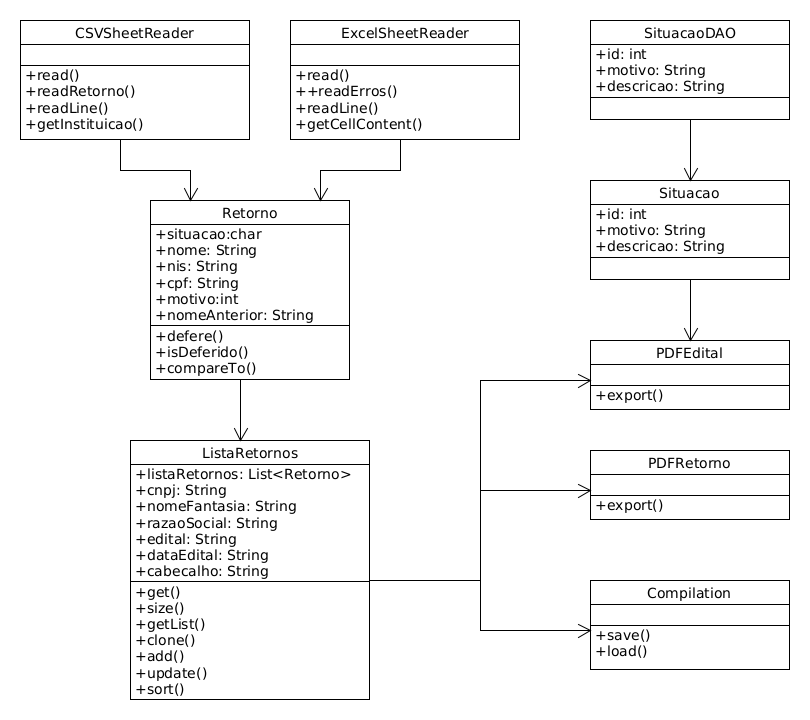 CSVSheetReader
+read()
+readRetorno()
+readLine()
+getInstituicao()
ExcelSheetReader
+read()
++readErros()
+readLine()
+getCellContent()
SituacaoDAO
+id: int
+motivo: String
+descricao: String
Situacao
+id: int
+motivo: String
+descricao: String
Retorno
+situacao:char
+nome: String
+nis: String
+cpf: String
+motivo:int
+nomeAnterior: String
+defere()
+isDeferido()
+compareTo()
PDFEdital
+export()
ListaRetornos
+listaRetornos: List<Retorno>
+cnpj: String
+nomeFantasia: String
+razaoSocial: String
+edital: String
+dataEdital: String
+cabecalho: String
+get()
+size()
+getList()
+clone()
+add()
+update()
+sort()
PDFRetorno
+export()
Compilation
+save()
+load()